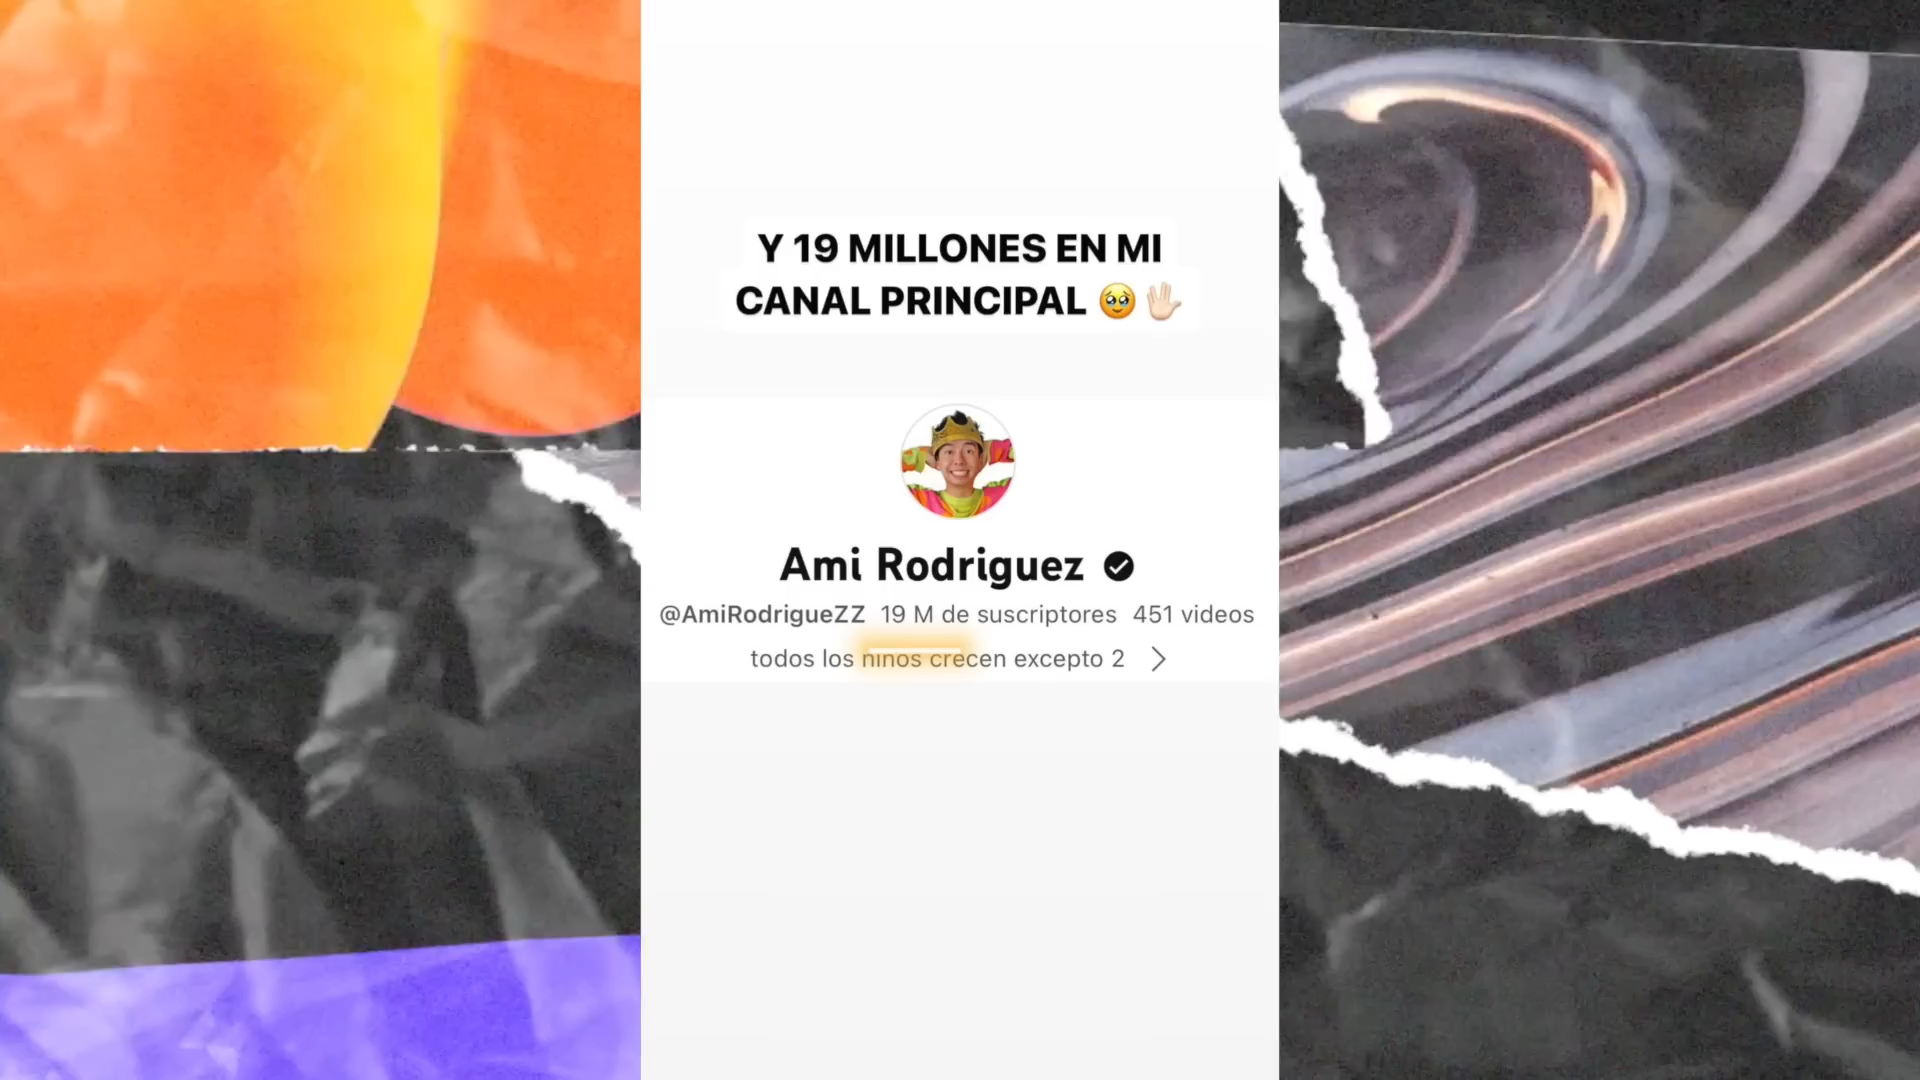 Y 19 MILLONES EN MI
CANAL PRINCIPAL 🥹🖐🏻
Ami Rodriguez
@AmiRodrigueZZ 19 M de suscriptores 451 videos
todos los ninos crecen excepto 2